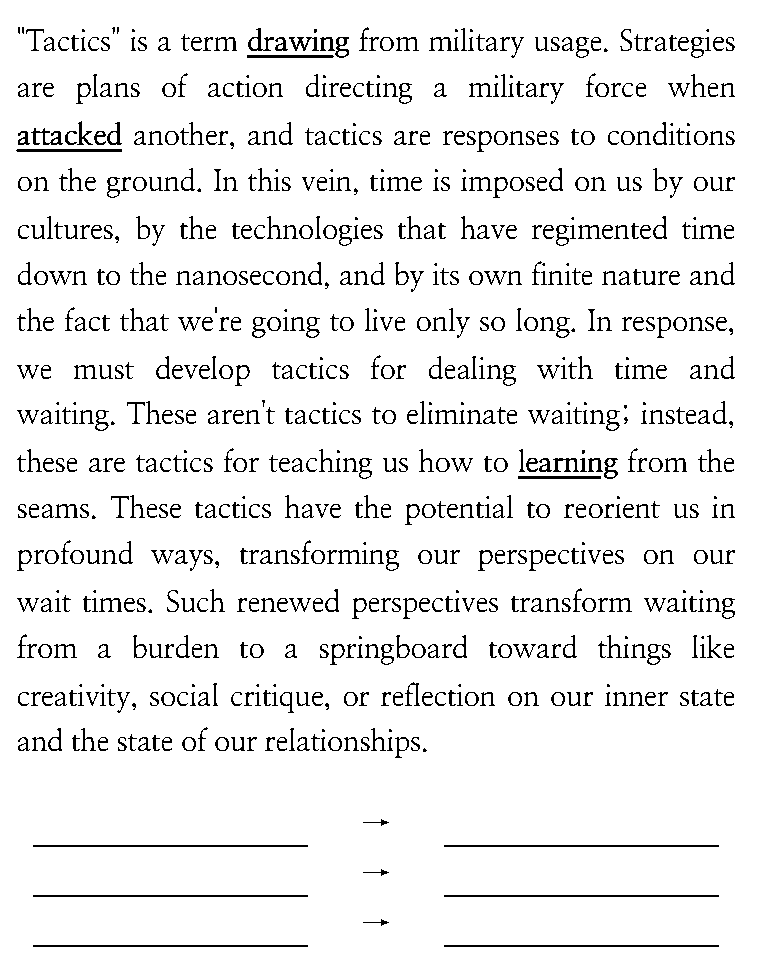 "Tactics" is a term drawing from military usage. Strategies
are plans of action directing a military force when
attacked another, and tactics are responses to conditions
on the ground. In this vein, time is imposed on us by our
cultures, by the technologies that have regimented time
down to the nanosecond, and by its own finite nature and
the fact that we're going to live only so long. In response,
we must develop tactics for dealing with time and
waiting. These aren't tactics to eliminate waiting; instead,
these are tactics for teaching us how to learning from the
seams. These tactics have the potential to reorient us in
profound ways, transforming our perspectives on our
wait times. Such renewed perspectives transform waiting
from a burden to a springboard toward things like
creativity, social critique, or reflection on our inner state
and the state of our relationships.
→
→
→